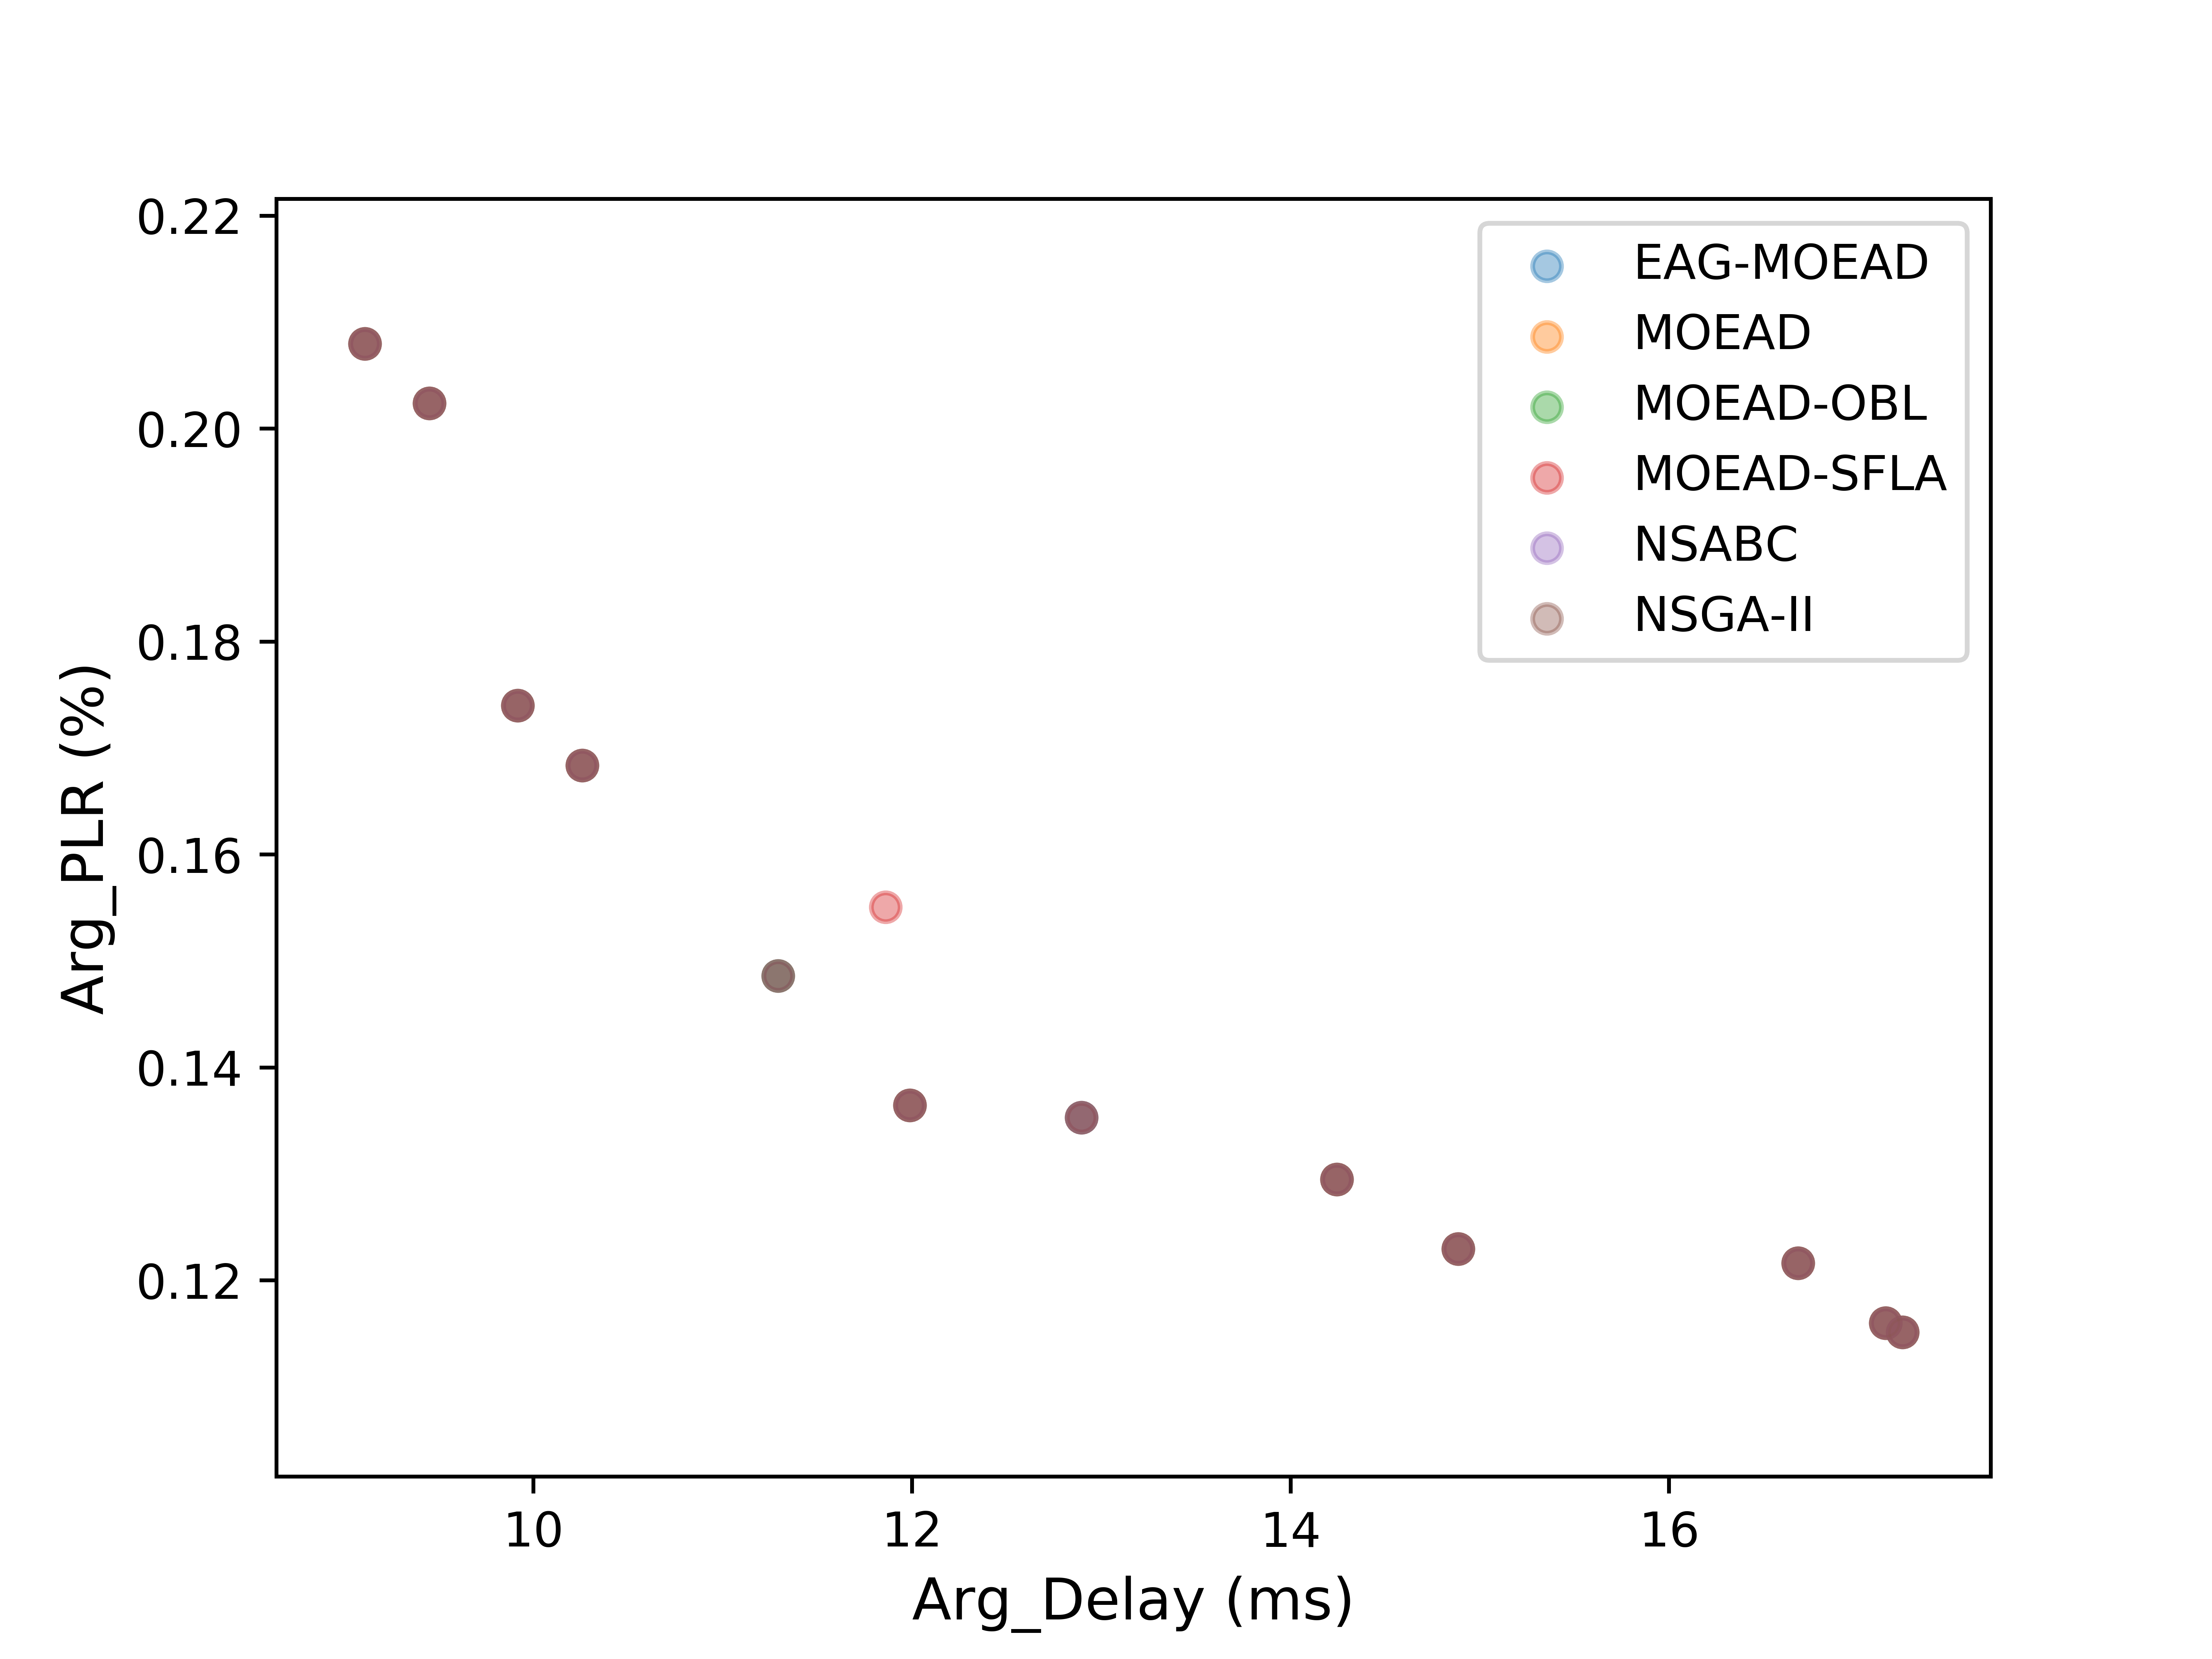 0.22
0.20
0.18
0.16
0.14
0.12
Arg_PLR (%)
EAG-MOEAD
MOEAD
MOEAD-OBL
MOEAD-SFLA
NSABC
NSGA-II
10
12
14
16
Arg_Delay (ms)